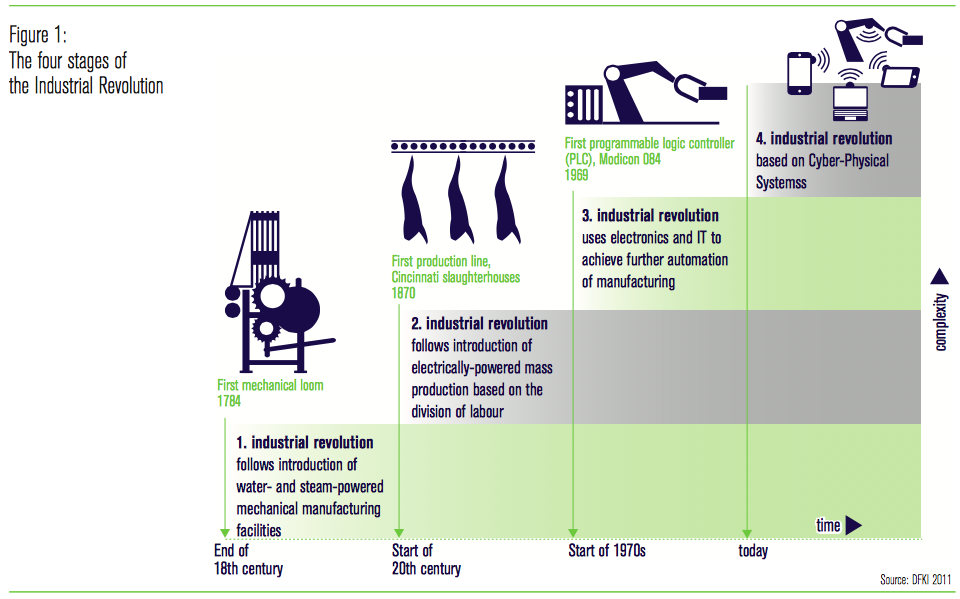 Figure 1:
The four stages of
the Industrial Revolution
First mechanical loom
1784
First production line,
Cincinnati slaughterhouses
1870
First programmable logic controller
(PLC), Modicon 084
1969
1. industrial revolution
follows introduction of
water- and steam-powered
mechanical manufacturing
facilities
2. industrial revolution
follows introduction of
electrically-powered mass
production based on the
division of labour
3. industrial revolution
uses electronics and IT to
achieve further automation
of manufacturing
4. industrial revolution
based on Cyber-Physical
Systemss
complexity
time
End of
18th century
Start of
20th century
Start of 1970s
today
Source: DFKI 2011